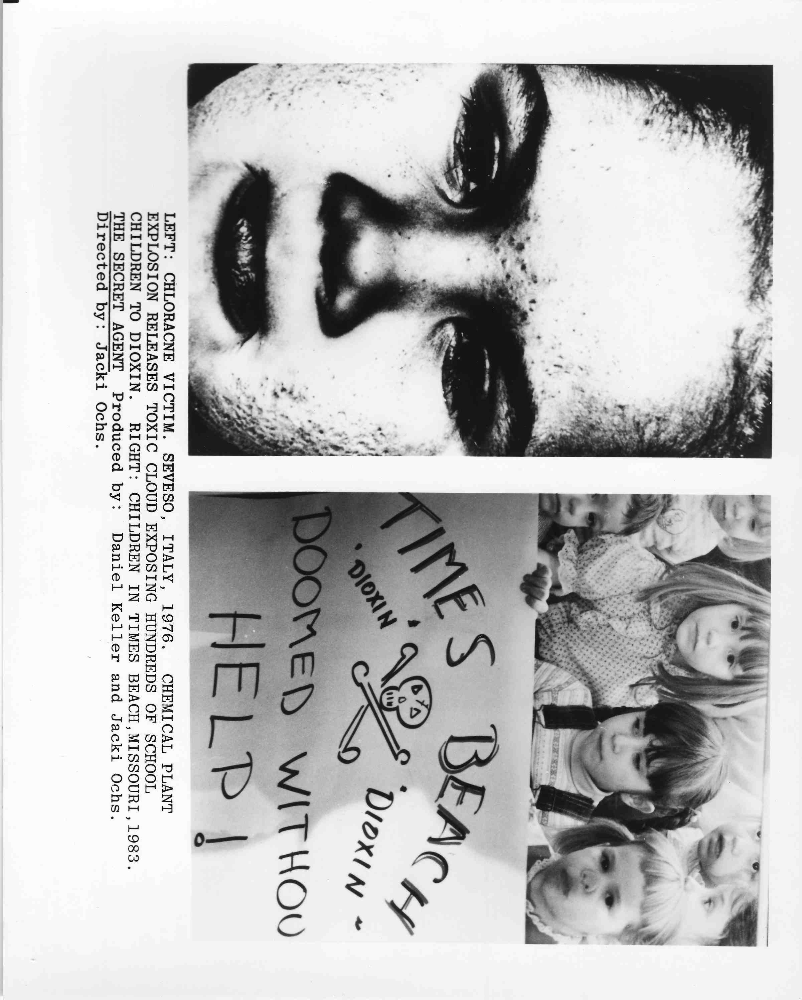 TIMES BEACH
· DIOXIN · · DIOXIN ~
DOOMED WITHOU
HELP!
LEFT: CHLORACNE VICTIM. SEVESO, ITALY, 1976. CHEMICAL PLANT
EXPLOSION RELEASES TOXIC CLOUD EXPOSING HUNDREDS OF SCHOOL
CHILDREN TO DIOXIN. RIGHT: CHILDREN IN TIMES BEACH,MISSOURI,1983.
THE SECRET AGENT Produced by: Daniel Keller and Jacki Ochs.
Directed by: Jacki Ochs.